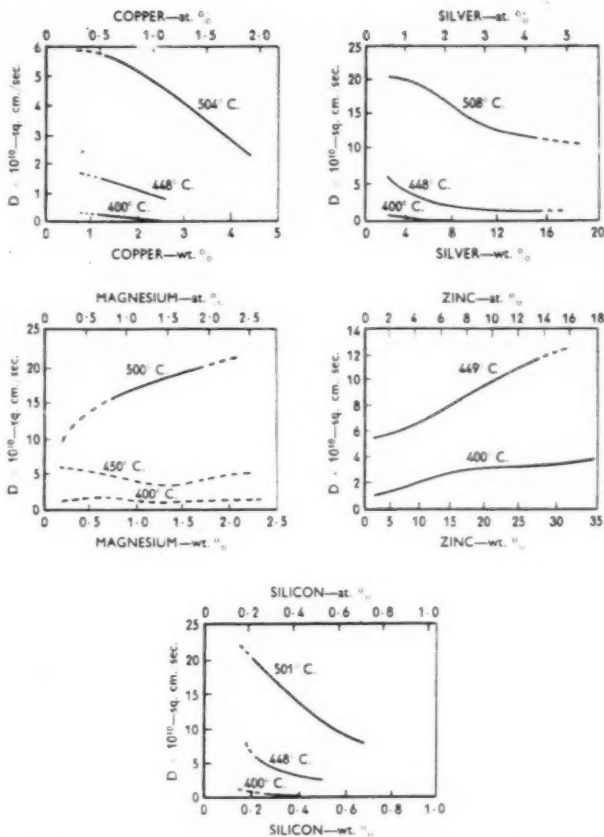 COPPER—at. %
0 0·5 1·0 1·5 2·0
6
5
4
3
2
1
0
D × 10¹⁰—sq. cm./sec.
504° C.
448° C.
400° C.
0 1 2 3 4 5
COPPER—wt. %
SILVER—at. %
0 1 2 3 4 5
25
20
15
10
5
0
D × 10¹⁰—sq. cm./sec.
508° C.
448° C.
400° C.
0 4 8 12 16 20
SILVER—wt. %
MAGNESIUM—at. %
0 0·5 1·0 1·5 2·0 2·5
25
20
15
10
5
0
D × 10¹⁰—sq. cm./sec.
500° C.
450° C.
400° C.
0 0·5 1·0 1·5 2·0 2·5
MAGNESIUM—wt. %
ZINC—at. %
0 2 4 6 8 10 12 14 16 18
14
12
10
8
6
4
2
0
D × 10¹⁰—sq. cm./sec.
449° C.
400° C.
0 5 10 15 20 25 30 35
ZINC—wt. %
SILICON—at. %
0 0·2 0·4 0·6 0·8 1·0
25
20
15
10
5
0
D × 10¹⁰—sq. cm. sec.
501° C.
448° C.
400° C.
0 0·2 0·4 0·6 0·8 1·0
SILICON—wt. %